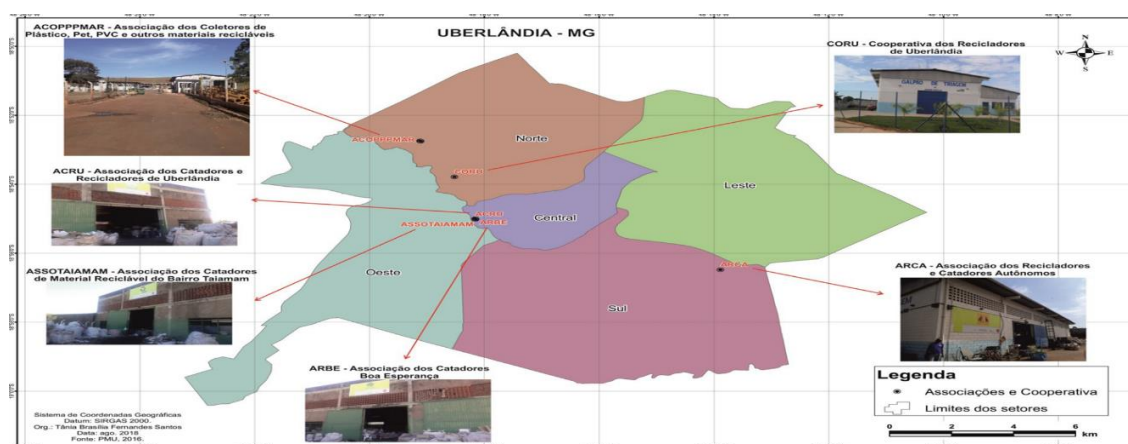 UBERLÂNDIA - MG
ACOPPPMAR - Associação dos Coletores de
Plástico, Pet, PVC e outros materiais recicláveis
CORU - Cooperativa dos Recicladores
de Uberlândia
GALPÃO DE TRIAGEM
N
W E
S
Norte
ACOPPPMAR
CORU
ACRU - Associação dos Catadores e
Recicladores de Uberlândia
Leste
ACRU
ARBE
Central
ASSOTAIAMAM
ASSOTAIAMAM - Associação dos Catadores
de Material Reciclável do Bairro Taiamam
Oeste
ARCA
ARCA - Associação dos Recicladores
e Catadores Autônomos
Sul
ARBE - Associação dos Catadores
Boa Esperança
Legenda
Associações e Cooperativa
Limites dos setores
Sistema de Coordenadas Geográficas
Datum: SIRGAS 2000.
Org.: Tânia Brasília Fernandes Santos
Data: ago. 2018
Fonte: PMU, 2016.
0 2 4 6
km